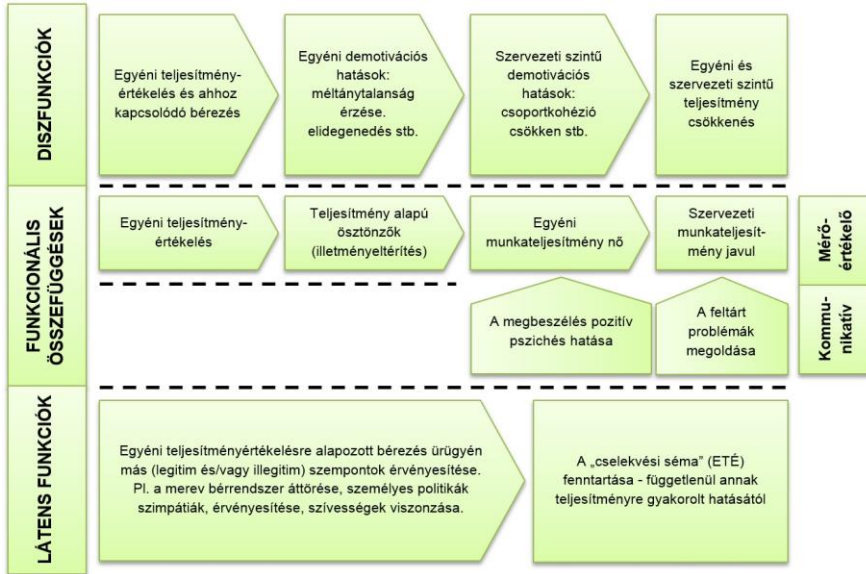 DISZFUNKCIÓK
Egyéni teljesítmény-
értékelés és ahhoz
kapcsolódó bérezés
Egyéni demotivációs
hatások:
méltánytalanság
érzése.
elidegenedés stb.
Szervezeti szintű
demotivációs
hatások:
csoportkohézió
csökken stb.
Egyéni és
szervezeti szintű
teljesítmény
csökkenés
FUNKCIONÁLIS
ÖSSZEFÜGGÉSEK
Egyéni teljesítmény-
értékelés
Teljesítmény alapú
ösztönzők
(illetményeltérítés)
Egyéni
munkateljesítmény nő
Szervezeti
munkateljesít-
mény javul
Mérő-
értékelő
A megbeszélés pozitív
pszichés hatása
A feltárt
problémák
megoldása
Kommu-
nikatív
LÁTENS FUNKCIÓK
Egyéni teljesítményértékelésre alapozott bérezés ürügyén
más (legitim és/vagy illegitim) szempontok érvényesítése.
Pl. a merev bérrendszer áttörése, személyes politikák
szimpátiák, érvényesítése, szívességek viszonzása.
A „cselekvési séma” (ETÉ)
fenntartása - függetlenül annak
teljesítményre gyakorolt hatásától